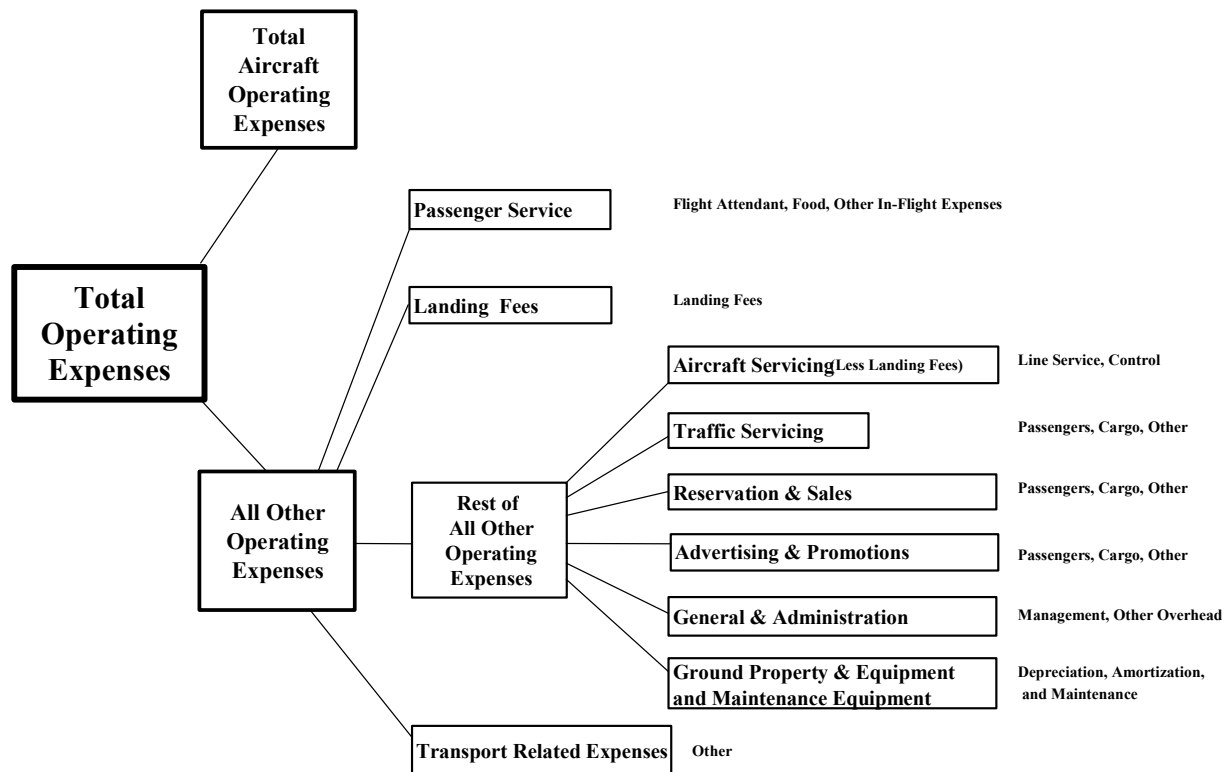 Total
Aircraft
Operating
Expenses
Passenger Service
Flight Attendant, Food, Other In-Flight Expenses
Total
Operating
Expenses
Landing Fees
Landing Fees
Aircraft Servicing(Less Landing Fees)
Line Service, Control
Traffic Servicing
Passengers, Cargo, Other
All Other
Operating
Expenses
Rest of
All Other
Operating
Expenses
Reservation & Sales
Passengers, Cargo, Other
Advertising & Promotions
Passengers, Cargo, Other
General & Administration
Management, Other Overhead
Ground Property & Equipment
and Maintenance Equipment
Depreciation, Amortization,
and Maintenance
Transport Related Expenses
Other